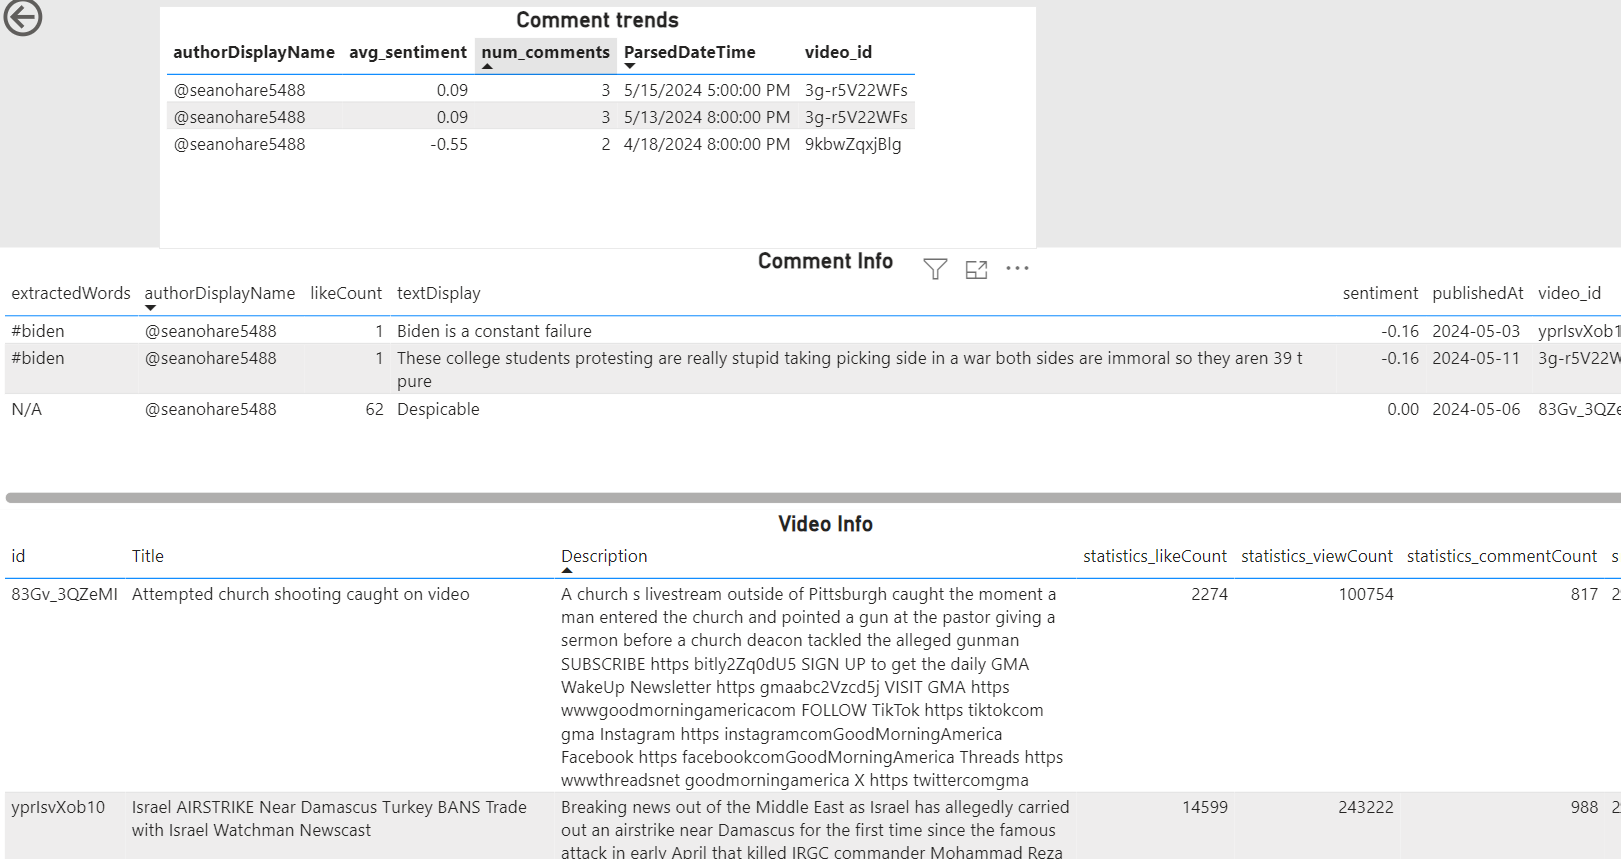 Comment trends
authorDisplayName avg_sentiment num_comments ParsedDateTime video_id
@seanohare5488 0.09 3 5/15/2024 5:00:00 PM 3g-r5V22WFs
@seanohare5488 0.09 3 5/13/2024 8:00:00 PM 3g-r5V22WFs
@seanohare5488 -0.55 2 4/18/2024 8:00:00 PM 9kbwZqxjBlg
Comment Info
extractedWords authorDisplayName likeCount textDisplay sentiment publishedAt video_id
#biden @seanohare5488 1 Biden is a constant failure -0.16 2024-05-03 yprIsvXob1
#biden @seanohare5488 1 These college students protesting are really stupid taking picking side in a war both sides are immoral so they aren 39 t -0.16 2024-05-11 3g-r5V22W
pure
N/A @seanohare5488 62 Despicable 0.00 2024-05-06 83Gv_3QZe
Video Info
id Title Description statistics_likeCount statistics_viewCount statistics_commentCount s
83Gv_3QZeMI Attempted church shooting caught on video A church s livestream outside of Pittsburgh caught the moment a 2274 100754 817 2
man entered the church and pointed a gun at the pastor giving a
sermon before a church deacon tackled the alleged gunman
SUBSCRIBE https bitly2Zq0dU5 SIGN UP to get the daily GMA
WakeUp Newsletter https gmaabc2Vzcd5j VISIT GMA https
wwwgoodmorningamericacom FOLLOW TikTok https tiktokcom
gma Instagram https instagramcomGoodMorningAmerica
Facebook https facebookcomGoodMorningAmerica Threads https
wwwthreadsnet goodmorningamerica X https twittercomgma
yprIsvXob10 Israel AIRSTRIKE Near Damascus Turkey BANS Trade Breaking news out of the Middle East as Israel has allegedly carried 14599 243222 988 2
with Israel Watchman Newscast out an airstrike near Damascus for the first time since the famous
attack in early April that killed IRGC commander Mohammad Reza